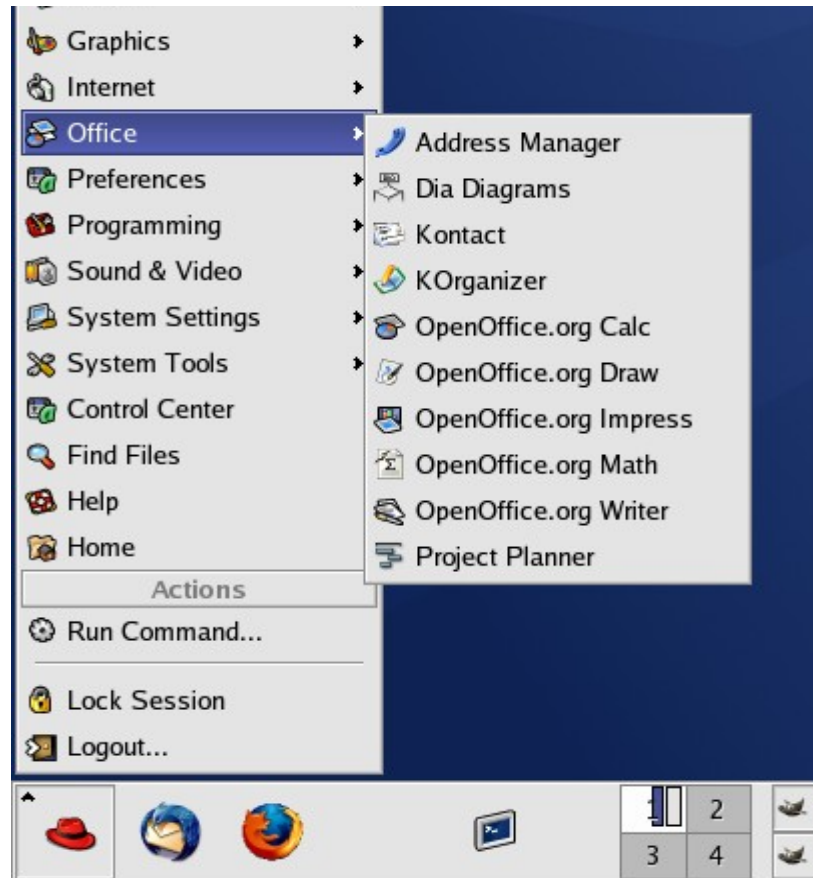 Graphics
Internet
Office
Preferences
Programming
Sound & Video
System Settings
System Tools
Control Center
Find Files
Help
Home
Actions
Run Command...
Lock Session
Logout...
Address Manager
Dia Diagrams
Kontact
KOrganizer
OpenOffice.org Calc
OpenOffice.org Draw
OpenOffice.org Impress
OpenOffice.org Math
OpenOffice.org Writer
Project Planner
1 2
3 4